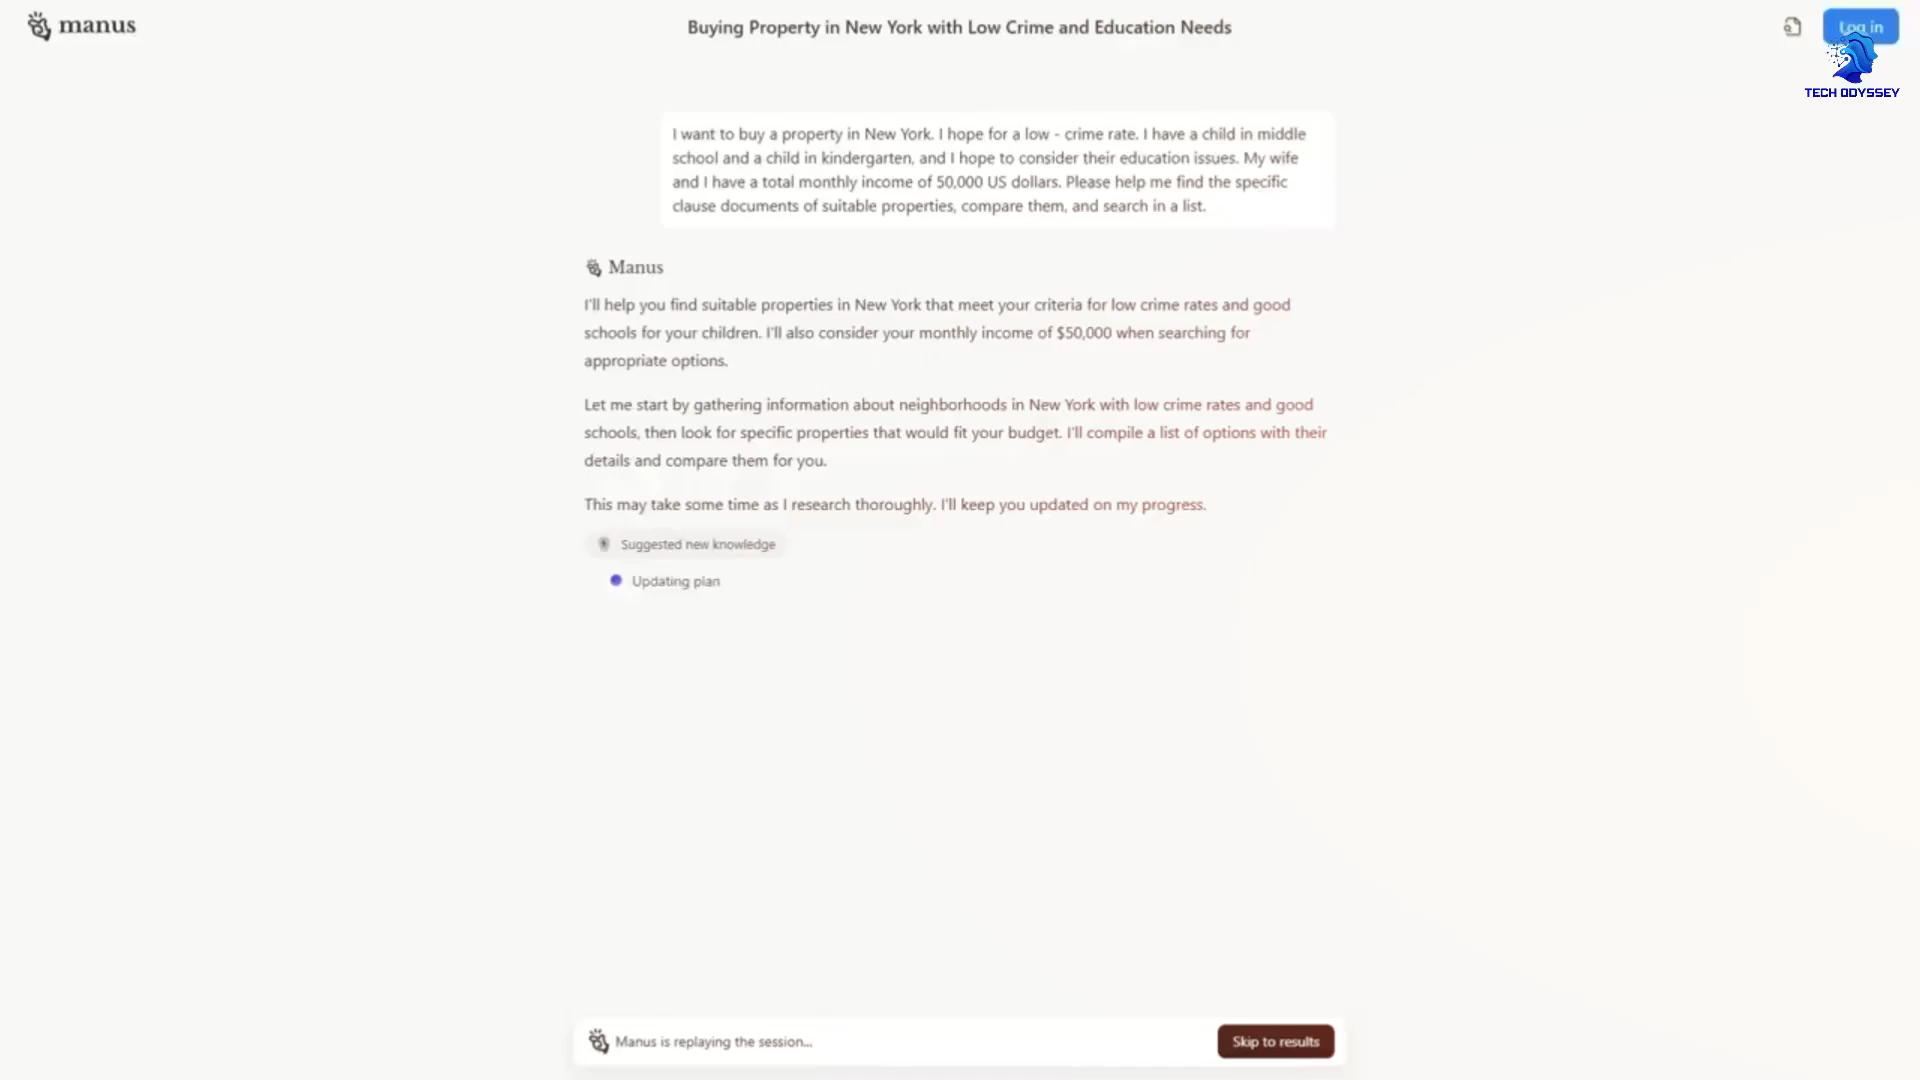 manus
Buying Property in New York with Low Crime and Education Needs
Log in
TECH ODYSSEY
I want to buy a property in New York. I hope for a low - crime rate. I have a child in middle
school and a child in kindergarten, and I hope to consider their education issues. My wife
and I have a total monthly income of 50,000 US dollars. Please help me find the specific
clause documents of suitable properties, compare them, and search in a list.
Manus
I'll help you find suitable properties in New York that meet your criteria for low crime rates and good
schools for your children. I'll also consider your monthly income of $50,000 when searching for
appropriate options.
Let me start by gathering information about neighborhoods in New York with low crime rates and good
schools, then look for specific properties that would fit your budget. I'll compile a list of options with their
details and compare them for you.
This may take some time as I research thoroughly. I'll keep you updated on my progress.
Suggested new knowledge
Updating plan
Manus is replaying the session...
Skip to results